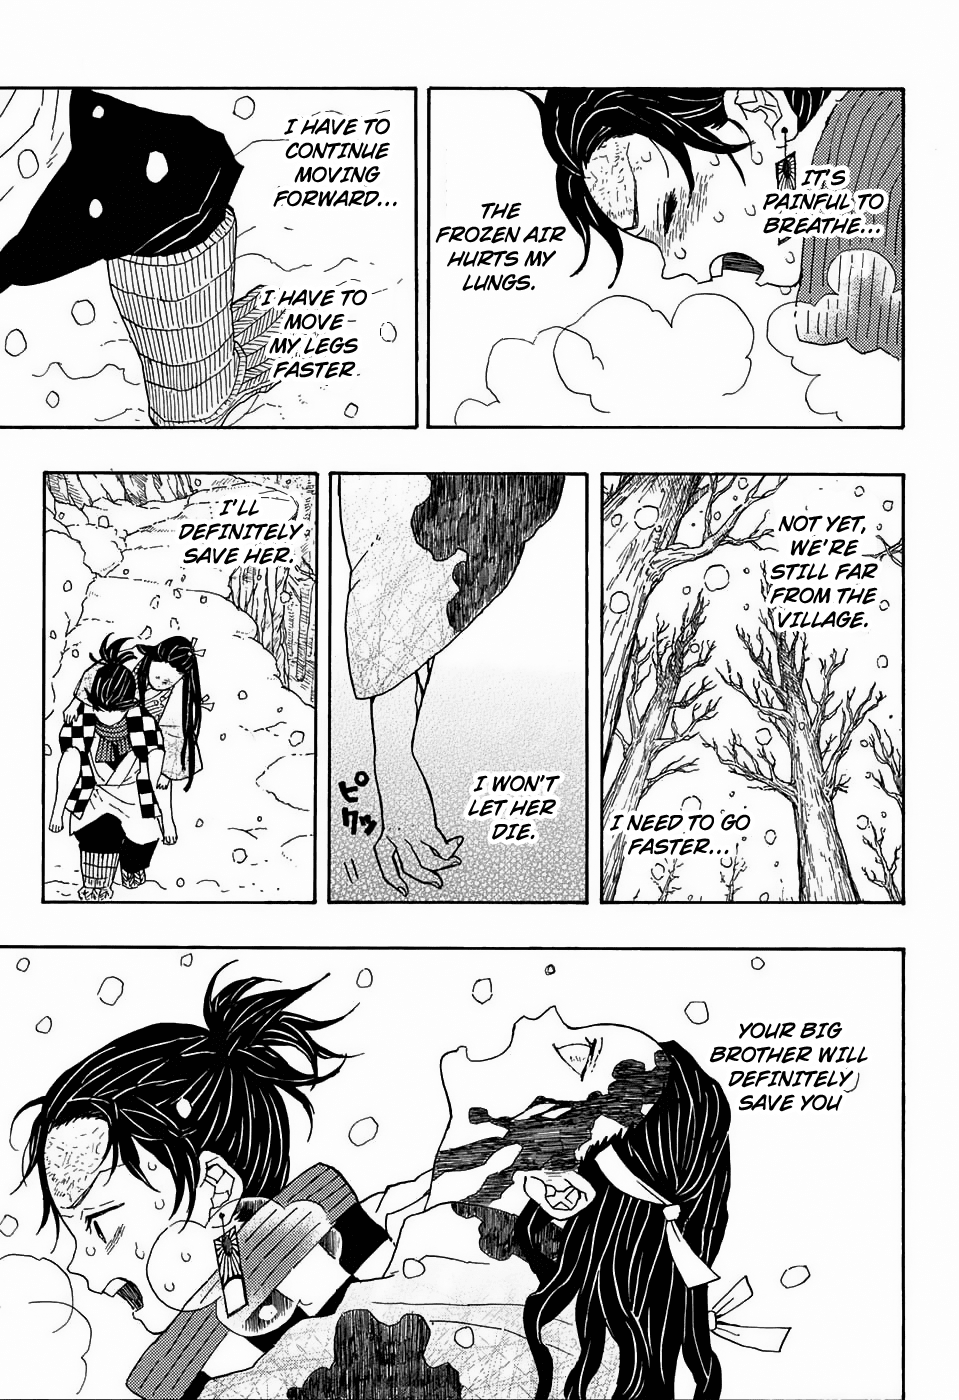 IT'S
PAINFUL TO
BREATHE...
THE
FROZEN AIR
HURTS MY
LUNGS.
I HAVE TO
CONTINUE
MOVING
FORWARD...
I HAVE TO
MOVE
MY LEGS
FASTER.
NOT YET,
WE'RE
STILL FAR
FROM THE
VILLAGE.
I NEED TO GO
FASTER...
ピクッ
I WON'T
LET HER
DIE.
I'LL
DEFINITELY
SAVE HER.
YOUR BIG
BROTHER WILL
DEFINITELY
SAVE YOU